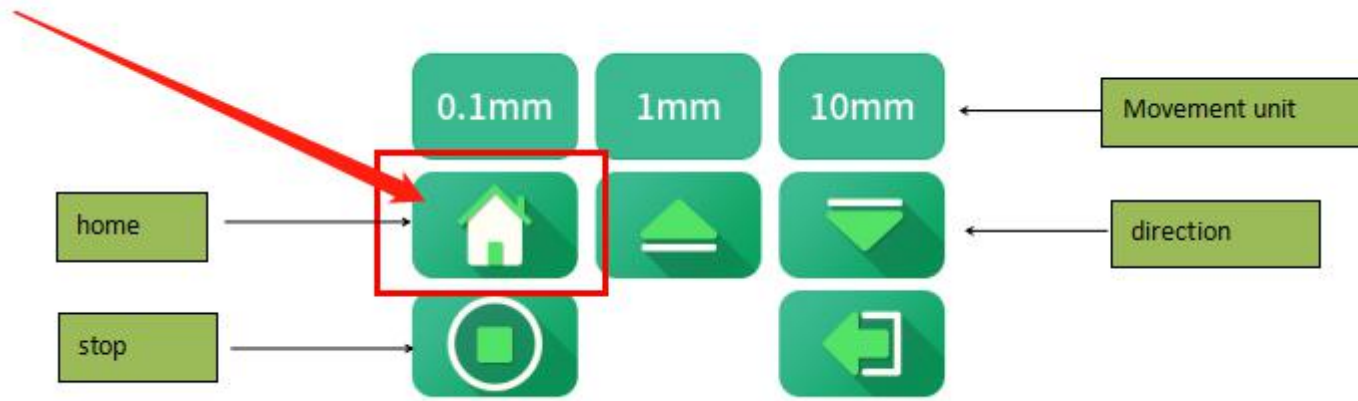 0.1mm 1mm 10mm
Movement unit
home
direction
stop